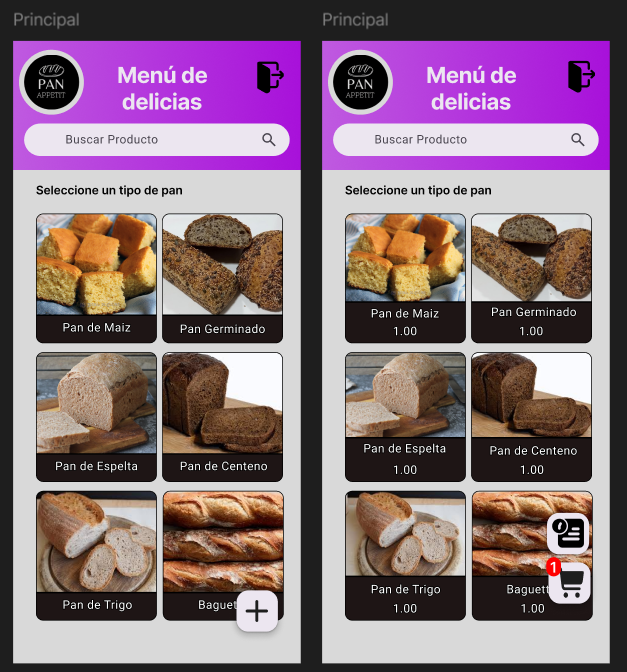 Principal
PAN
APPETIT
Menú de
delicias
Buscar Producto
Seleccione un tipo de pan
Pan de Maiz
Pan Germinado
Pan de Espelta
Pan de Centeno
Pan de Trigo
Baguet
Principal
PAN
APPETIT
Menú de
delicias
Buscar Producto
Seleccione un tipo de pan
Pan de Maiz
1.00
Pan Germinado
1.00
Pan de Espelta
1.00
Pan de Centeno
1.00
Pan de Trigo
1.00
Baguett
1.00
1